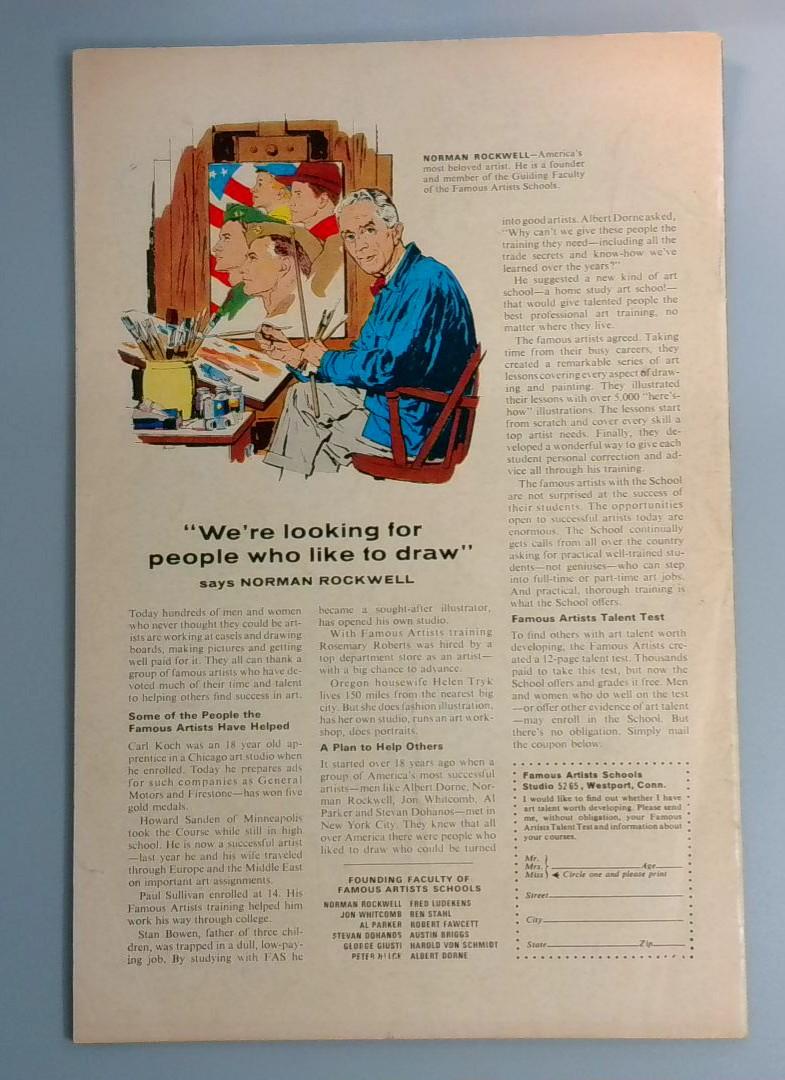 NORMAN ROCKWELL—America's
most beloved artist. He is a founder
and member of the Guiding Faculty
of the Famous Artists Schools.
"We're looking for
people who like to draw"
says NORMAN ROCKWELL
Today hundreds of men and women
who never thought they could be art-
ists are working at easels and drawing
boards, making pictures and getting
well paid for it. They all can thank a
group of famous artists who have de-
voted much of their time and talent
to helping others find success in art.
Some of the People the
Famous Artists Have Helped
Carl Koch was an 18 year old ap-
prentice in a Chicago art studio when
he enrolled. Today he prepares ads
for such companies as General
Motors and Firestone—has won five
gold medals.
Howard Sanden of Minneapolis
took the Course while still in high
school. He is now a successful artist
—last year he and his wife traveled
through Europe and the Middle East
on important art assignments.
Paul Sullivan enrolled at 14. His
Famous Artists training helped him
work his way through college.
Stan Bowen, father of three chil-
dren, was trapped in a dull, low-pay-
ing job. By studying with FAS he
became a sought-after illustrator,
has opened his own studio.
With Famous Artists training
Rosemary Roberts was hired by a
top department store as an artist—
with a big chance to advance.
Oregon housewife Helen Tryk
lives 150 miles from the nearest big
city. But she does fashion illustration,
has her own studio, runs an art work-
shop, does portraits.
A Plan to Help Others
It started over 18 years ago when a
group of America's most successful
artists—men like Albert Dorne, Nor-
man Rockwell, Jon Whitcomb, Al
Parker and Stevan Dohanos—met in
New York City. They knew that all
over America there were people who
liked to draw who could be turned
FOUNDING FACULTY OF
FAMOUS ARTISTS SCHOOLS
NORMAN ROCKWELL FRED LUDEKENS
JON WHITCOMB BEN STAHL
AL PARKER ROBERT FAWCETT
STEVAN DOHANOS AUSTIN BRIGGS
GEORGE GIUSTI HAROLD VON SCHMIDT
PETER HELCK ALBERT DORNE
into good artists. Albert Dorne asked,
"Why can't we give these people the
training they need—including all the
trade secrets and know-how we've
learned over the years?"
He suggested a new kind of art
school—a home study art school—
that would give talented people the
best professional art training, no
matter where they live.
The famous artists agreed. Taking
time from their busy careers, they
created a remarkable series of art
lessons covering every aspect of draw-
ing and painting. They illustrated
their lessons with over 5,000 "here's-
how" illustrations. The lessons start
from scratch and cover every skill a
top artist needs. Finally, they de-
veloped a wonderful way to give each
student personal correction and ad-
vice all through his training.
The famous artists with the School
are not surprised at the success of
their students. The opportunities
open to successful artists today are
enormous. The School continually
gets calls from all over the country
asking for practical well-trained stu-
dents—not geniuses—who can step
into full-time or part-time art jobs.
And practical, thorough training is
what the School offers.
Famous Artists Talent Test
To find others with art talent worth
developing, the Famous Artists cre-
ated a 12-page talent test. Thousands
paid to take this test, but now the
School offers and grades it free. Men
and women who do well on the test
—or offer other evidence of art talent
—may enroll in the School. But
there's no obligation. Simply mail
the coupon below.
Famous Artists Schools
Studio 5265, Westport, Conn.
I would like to find out whether I have
art talent worth developing. Please send
me, without obligation, your Famous
Artists Talent Test and information about
your courses.
Mr.
Mrs. Age
Miss Circle one and please print
Street
City
State Zip